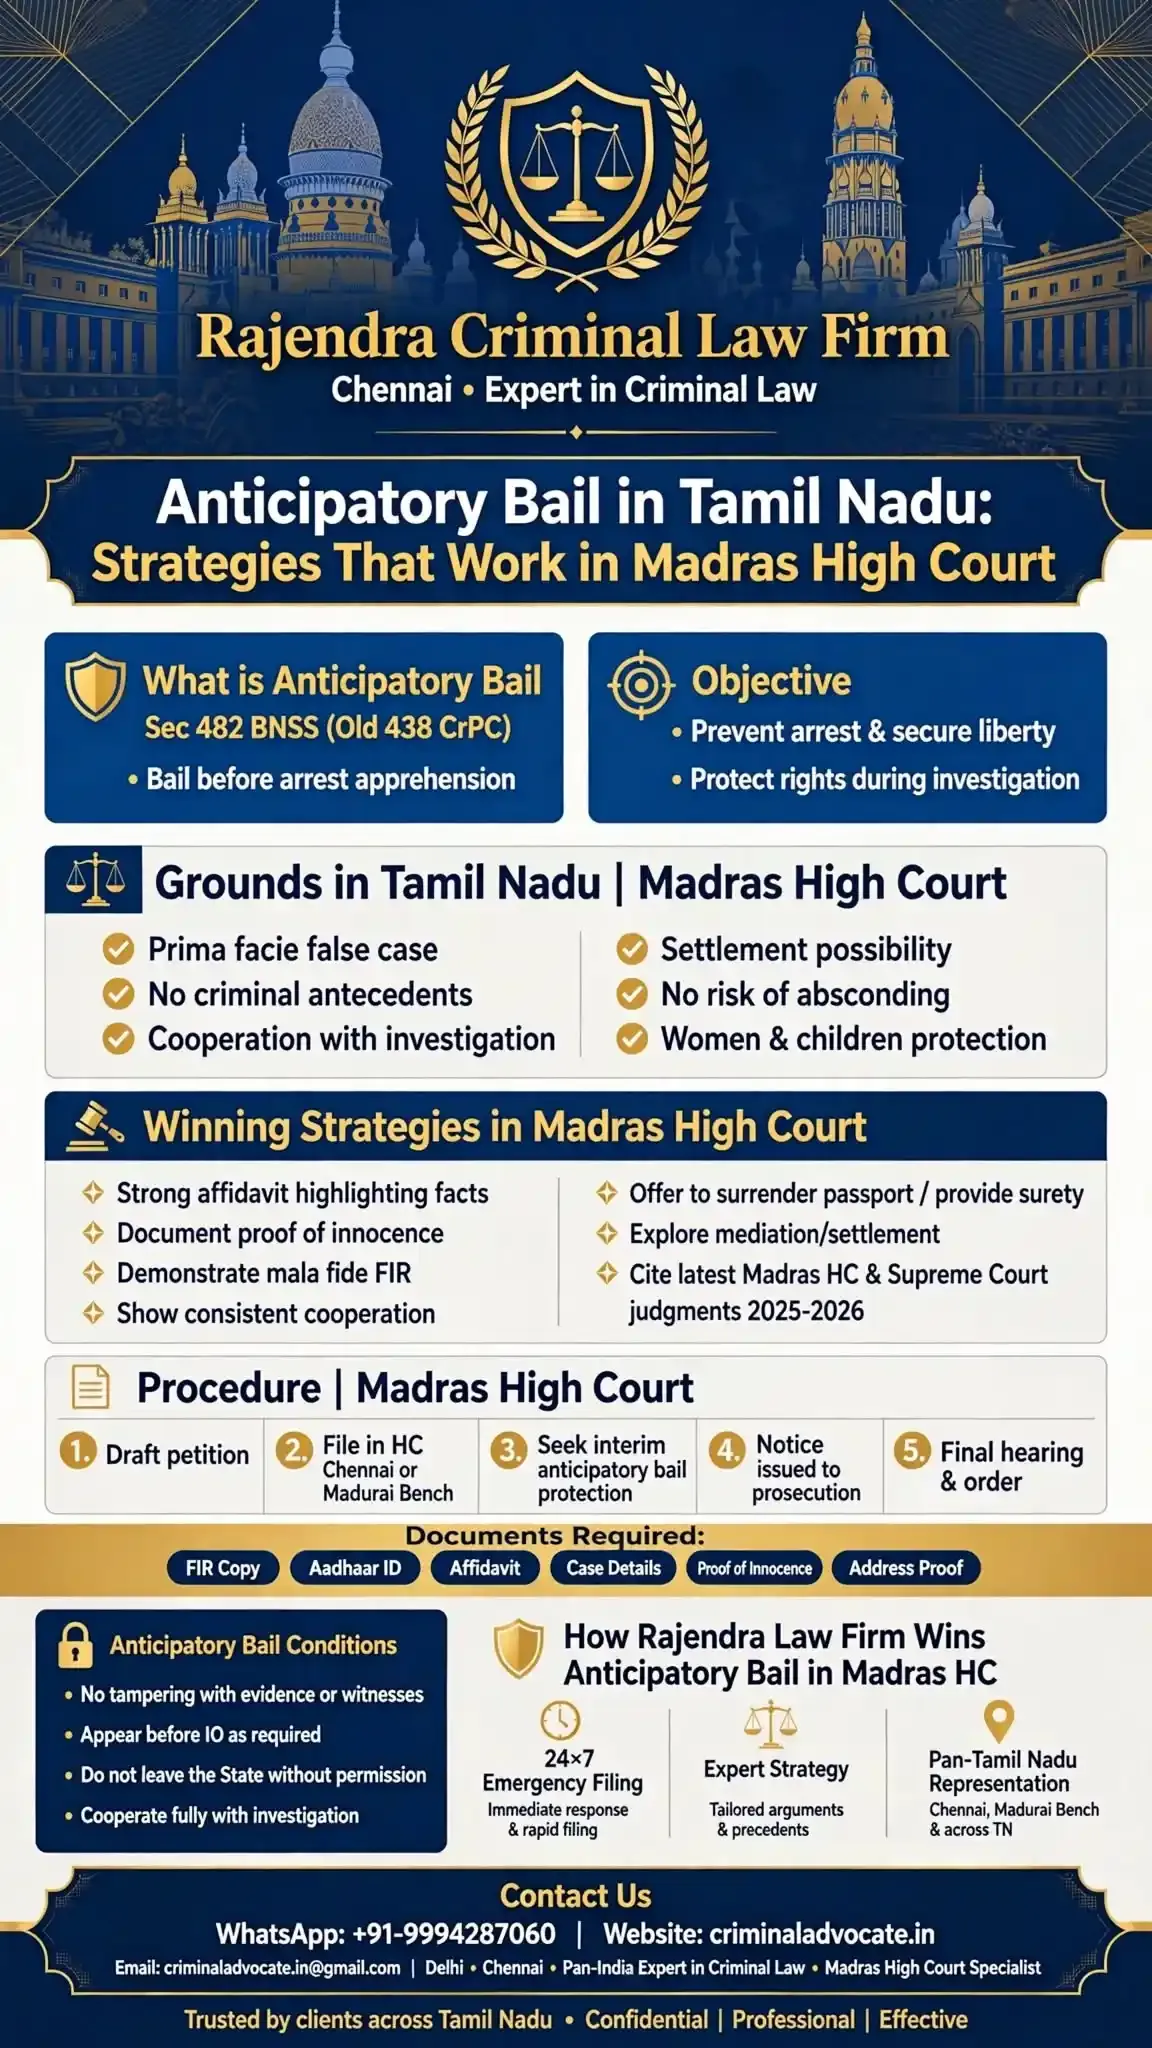 Rajendra Criminal Law Firm
Chennai • Expert in Criminal Law
Anticipatory Bail in Tamil Nadu:
Strategies That Work in Madras High Court
What is Anticipatory Bail
Sec 482 BNSS (Old 438 CrPC)
• Bail before arrest apprehension
Objective
• Prevent arrest & secure liberty
• Protect rights during investigation
Grounds in Tamil Nadu | Madras High Court
Prima facie false case
No criminal antecedents
Cooperation with investigation
Settlement possibility
No risk of absconding
Women & children protection
Winning Strategies in Madras High Court
Strong affidavit highlighting facts
Document proof of innocence
Demonstrate mala fide FIR
Show consistent cooperation
Offer to surrender passport / provide surety
Explore mediation/settlement
Cite latest Madras HC & Supreme Court
judgments 2025-2026
Procedure | Madras High Court
1. Draft petition
2. File in HC
Chennai or
Madurai Bench
3. Seek interim
anticipatory bail
protection
4. Notice
issued to
prosecution
5. Final hearing
& order
Documents Required:
FIR Copy
Aadhaar ID
Affidavit
Case Details
Proof of Innocence
Address Proof
Anticipatory Bail Conditions
• No tampering with evidence or witnesses
• Appear before IO as required
• Do not leave the State without permission
• Cooperate fully with investigation
How Rajendra Law Firm Wins
Anticipatory Bail in Madras HC
24×7
Emergency Filing
Immediate response
& rapid filing
Expert Strategy
Tailored arguments
& precedents
Pan-Tamil Nadu
Representation
Chennai, Madurai Bench
& across TN
Contact Us
WhatsApp: +91-9994287060 | Website: criminaladvocate.in
Email: criminaladvocate.in@gmail.com | Delhi • Chennai • Pan-India Expert in Criminal Law • Madras High Court Specialist
Trusted by clients across Tamil Nadu • Confidential | Professional | Effective